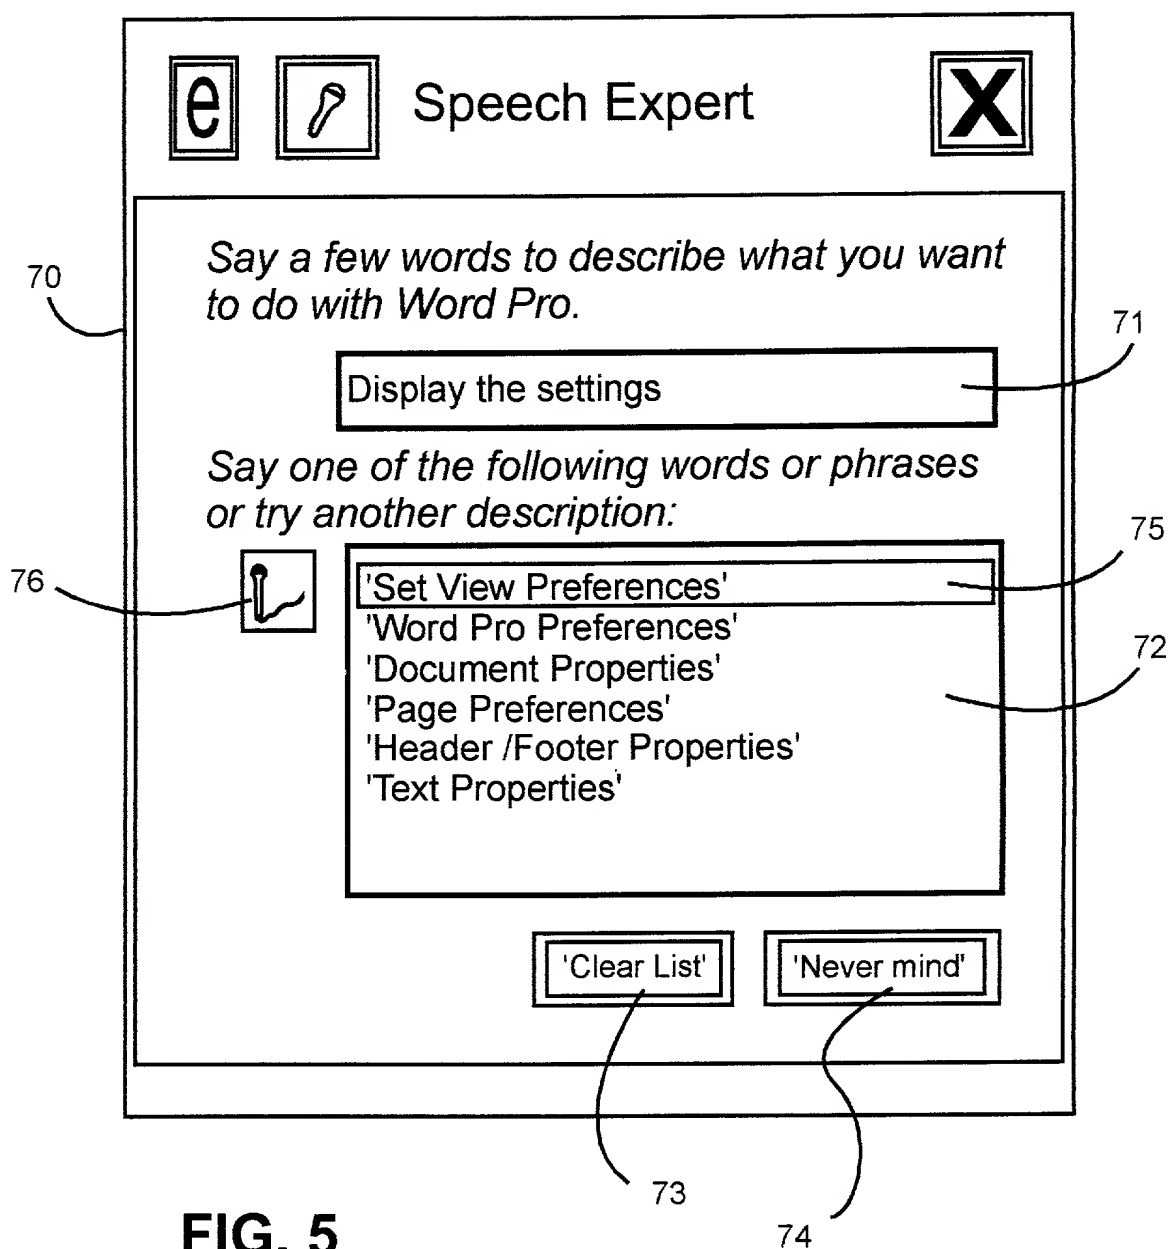 e Speech Expert X
Say a few words to describe what you want
to do with Word Pro.
70
71
Display the settings
Say one of the following words or phrases
or try another description:
75
76
'Set View Preferences'
'Word Pro Preferences'
72
'Document Properties'
'Page Preferences'
'Header /Footer Properties'
'Text Properties'
'Clear List' 'Never mind'
73
74
FIG. 5